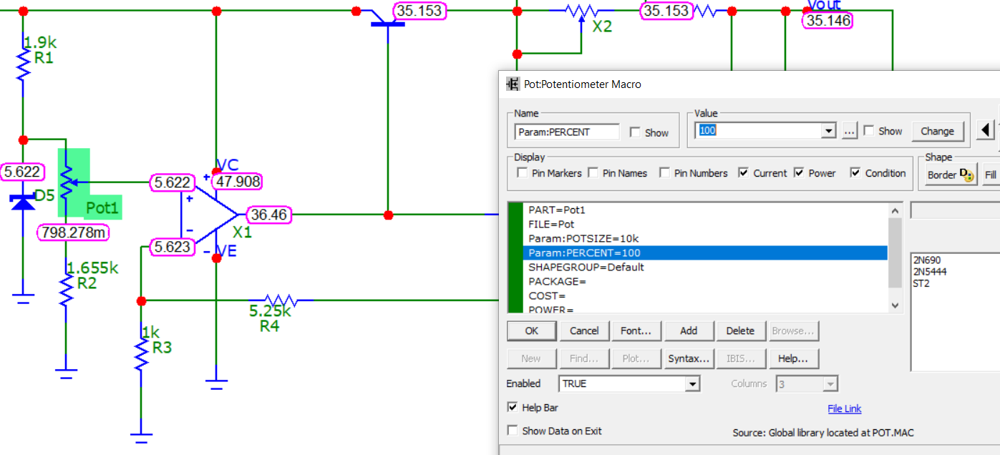 35.153
X2
35.153
Vout
35.146
1.9k
R1
5.622
D5
Pot1
798.278m
1.655k
R2
5.622
VC
47.908
+
+
-
36.46
X1
5.623
- VE
5.25k
R4
1k
R3
Pot:Potentiometer Macro
Name
Param:PERCENT
Show
Value
100
...
Show
Change
Display
Pin Markers
Pin Names
Pin Numbers
Current
Power
Condition
Shape
Border
Fill
PART=Pot1
FILE=Pot
Param:POTSIZE=10k
Param:PERCENT=100
SHAPEGROUP=Default
PACKAGE=
COST=
POWER=
2N690
2N5444
ST2
OK
Cancel
Font...
Add
Delete
Browse...
New
Find...
Plot...
Syntax...
IBIS...
Help...
Enabled
TRUE
Columns
3
Help Bar
File Link
Show Data on Exit
Source: Global library located at POT.MAC